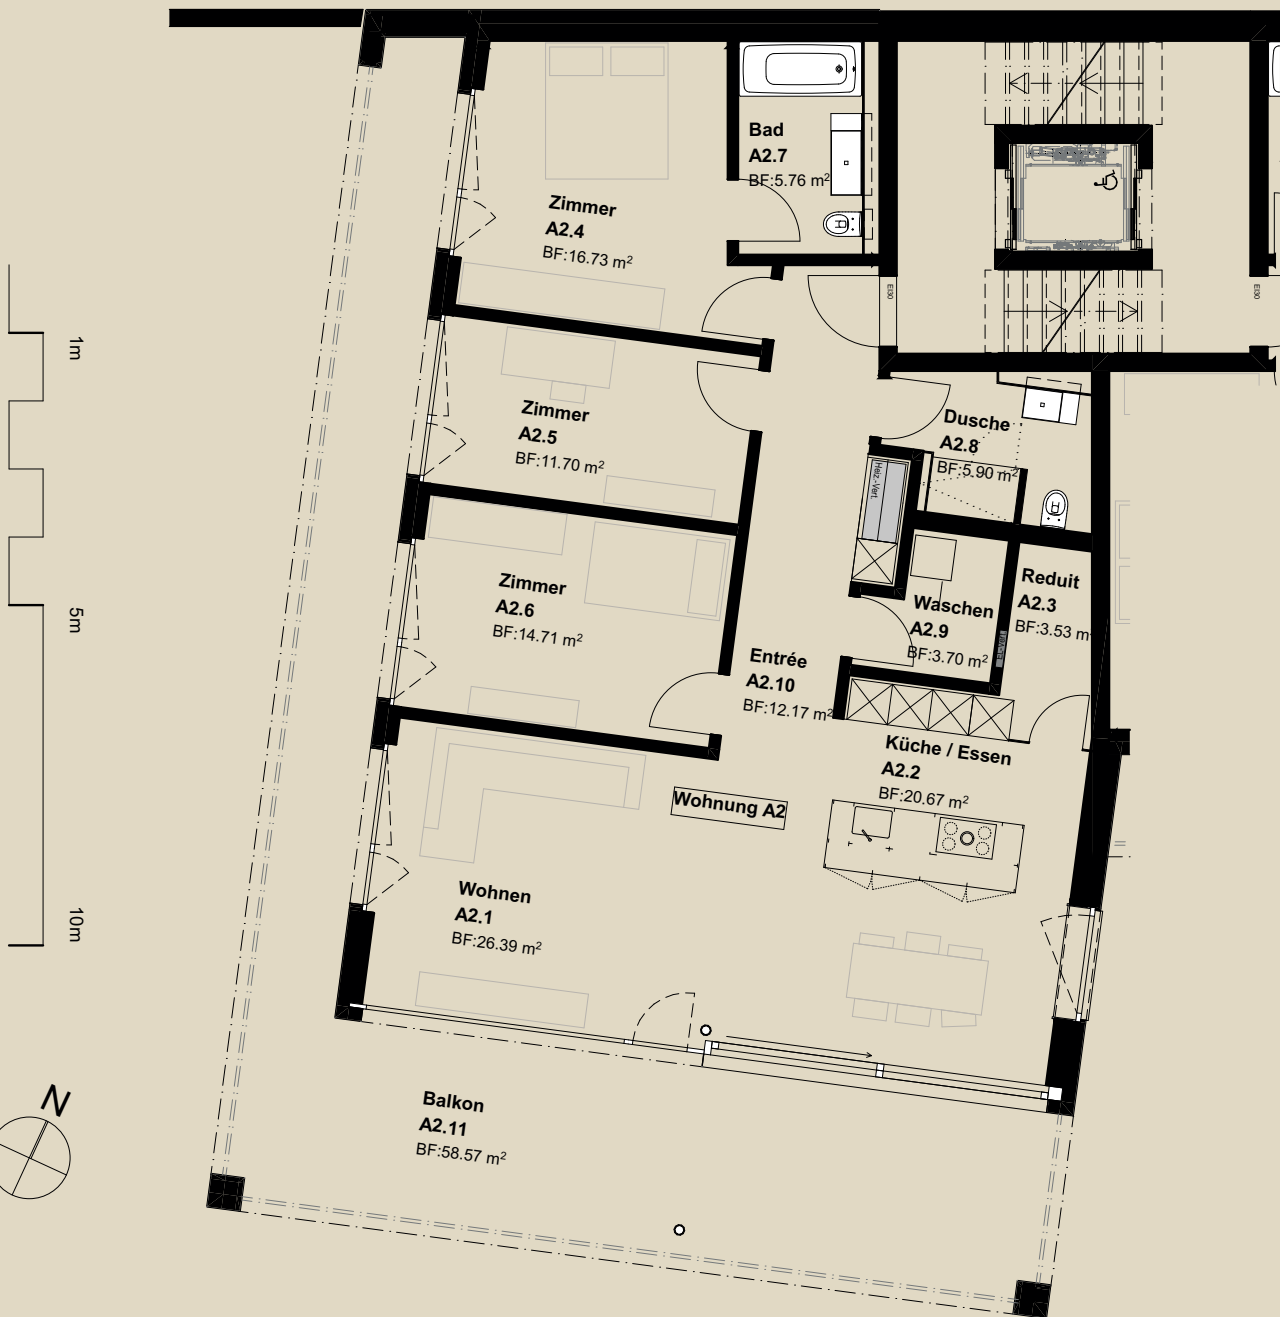 Bad
A2.7
BF:5.76 m²
Zimmer
A2.4
BF:16.73 m²
EI30
EI30
1m
Zimmer
A2.5
BF:11.70 m²
Dusche
A2.8
BF:5.90 m²
Heiz.-Vert.
Zimmer
A2.6
BF:14.71 m²
Reduit
A2.3
BF:3.53 m
Waschen
A2.9
BF:3.70 m²
5m
Entrée
A2.10
BF:12.17 m²
Küche / Essen
A2.2
BF:20.67 m²
Wohnung A2
Wohnen
A2.1
BF:26.39 m²
10m
N
Balkon
A2.11
BF:58.57 m²